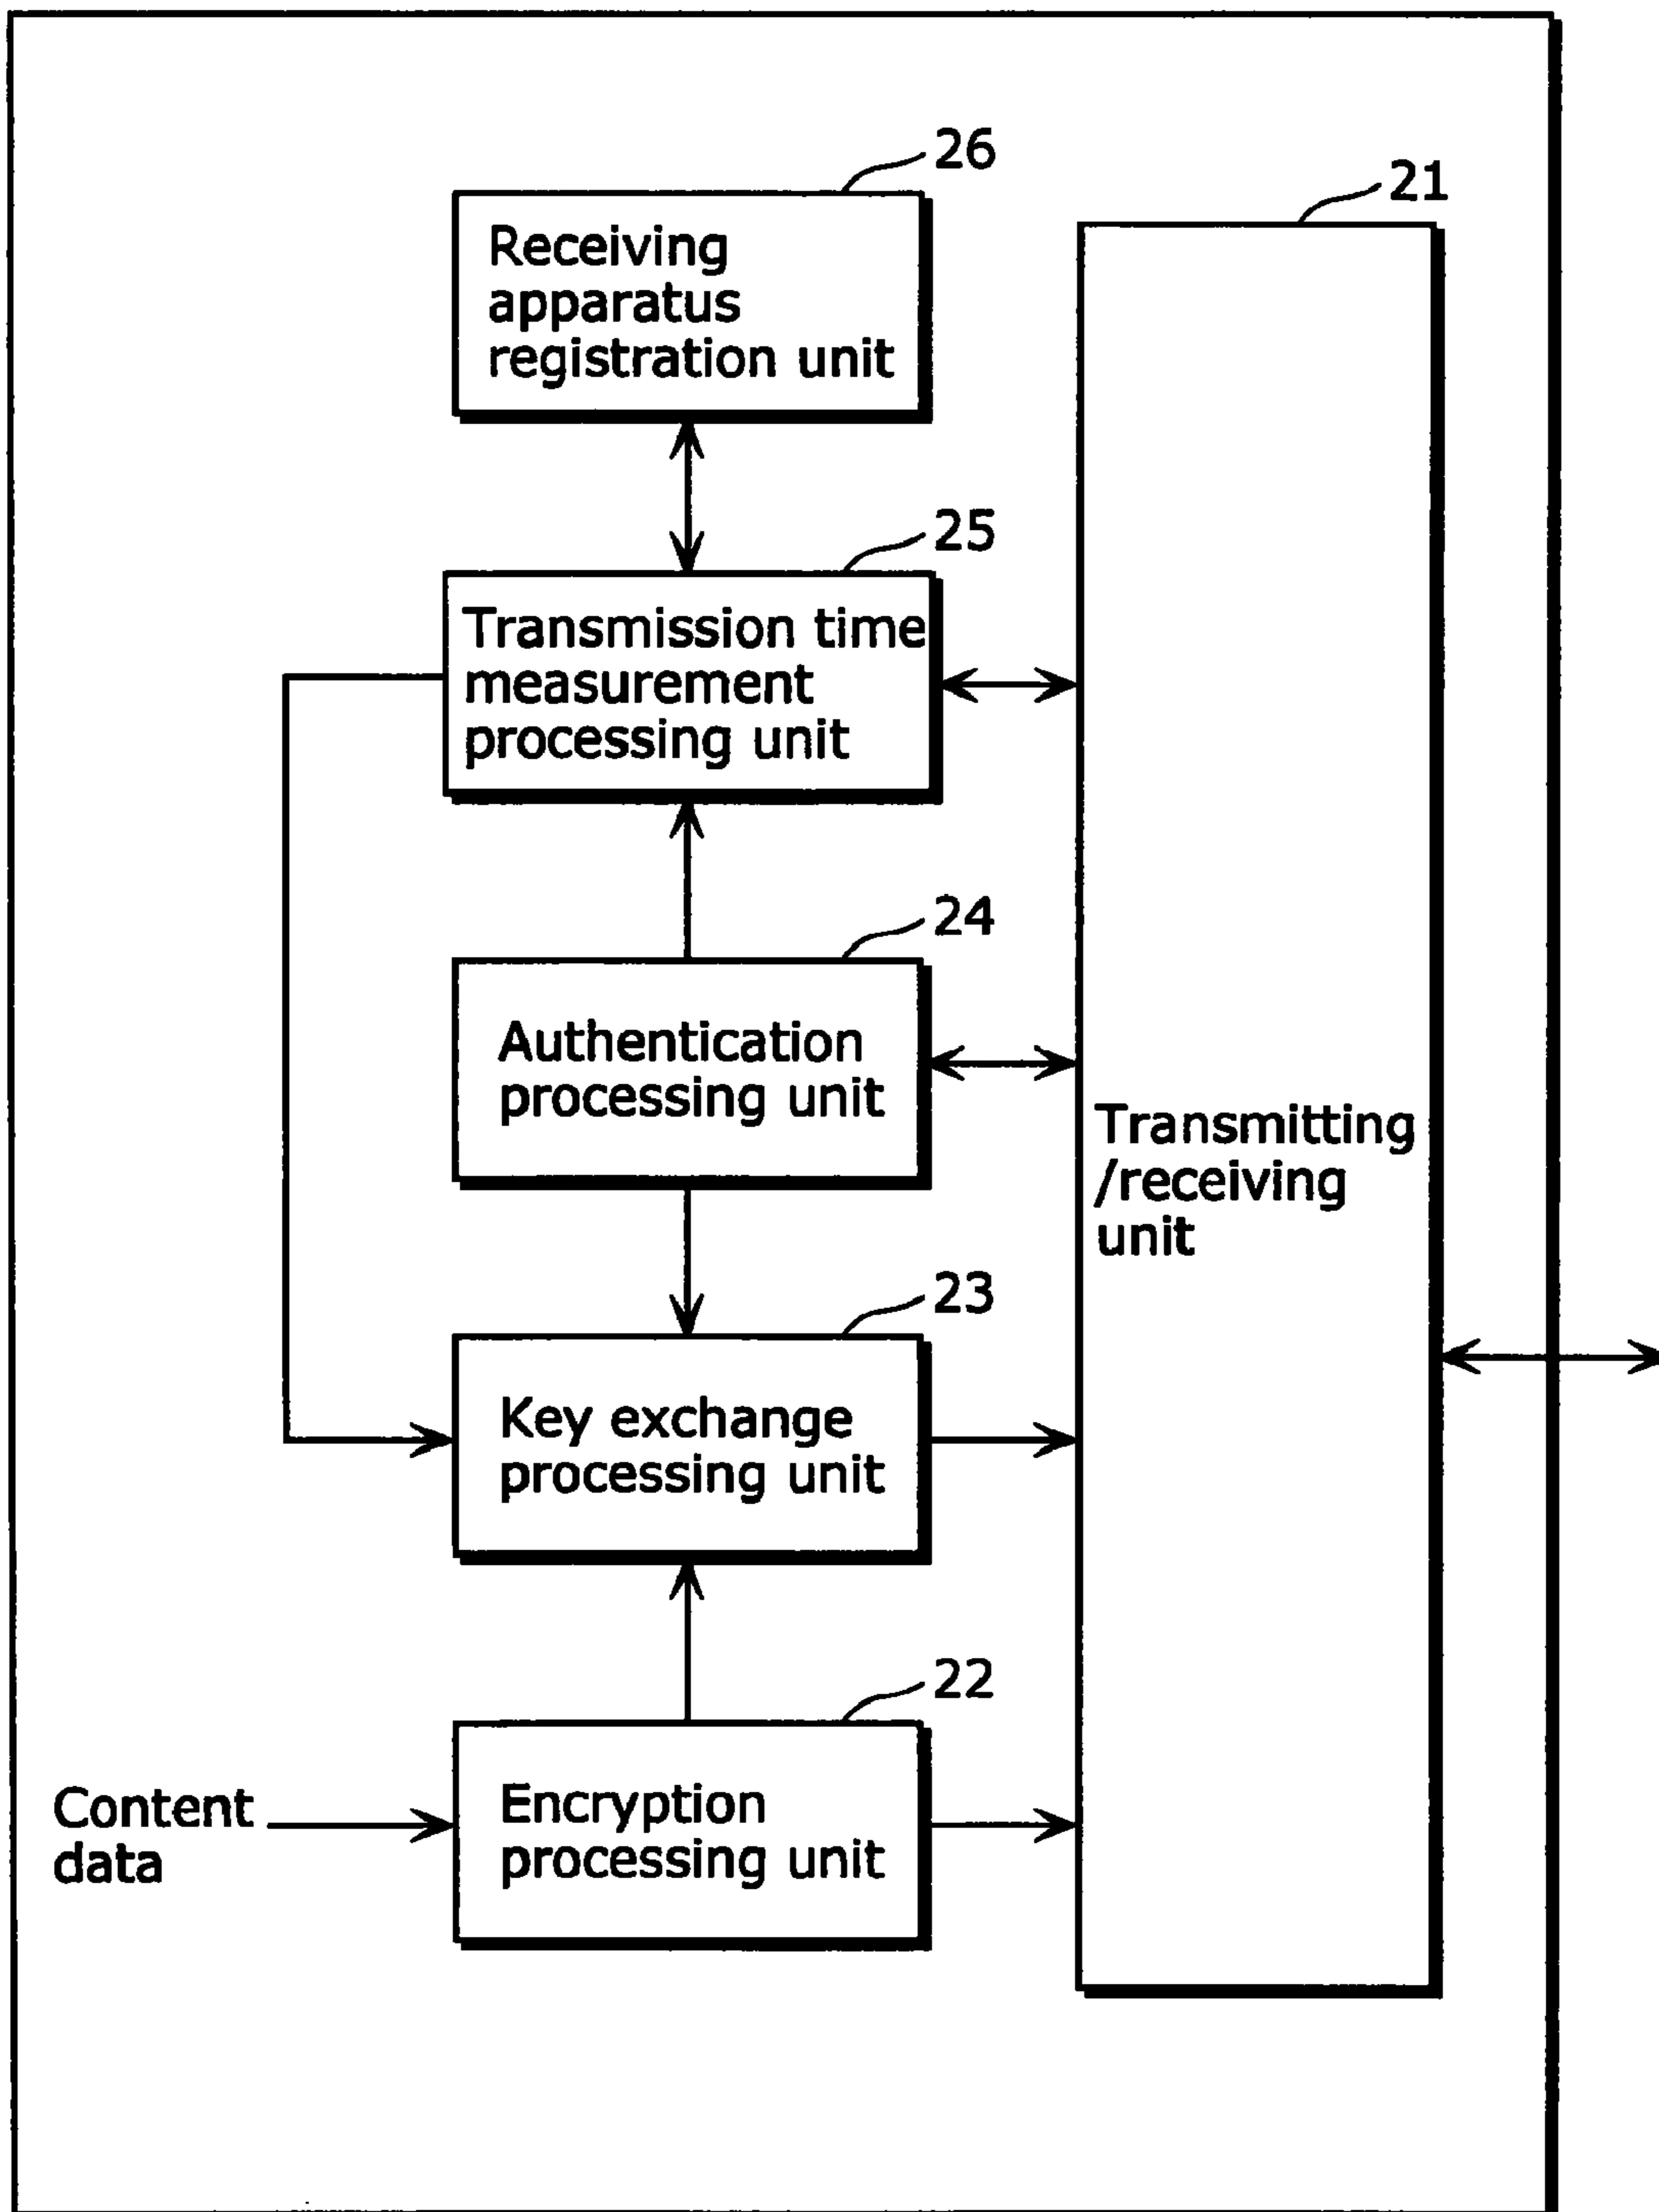 26
21
Receiving
apparatus
registration unit
25
Transmission time
measurement
processing unit
24
Authentication
processing unit
Transmitting
/receiving
unit
23
Key exchange
processing unit
22
Content
data
Encryption
processing unit